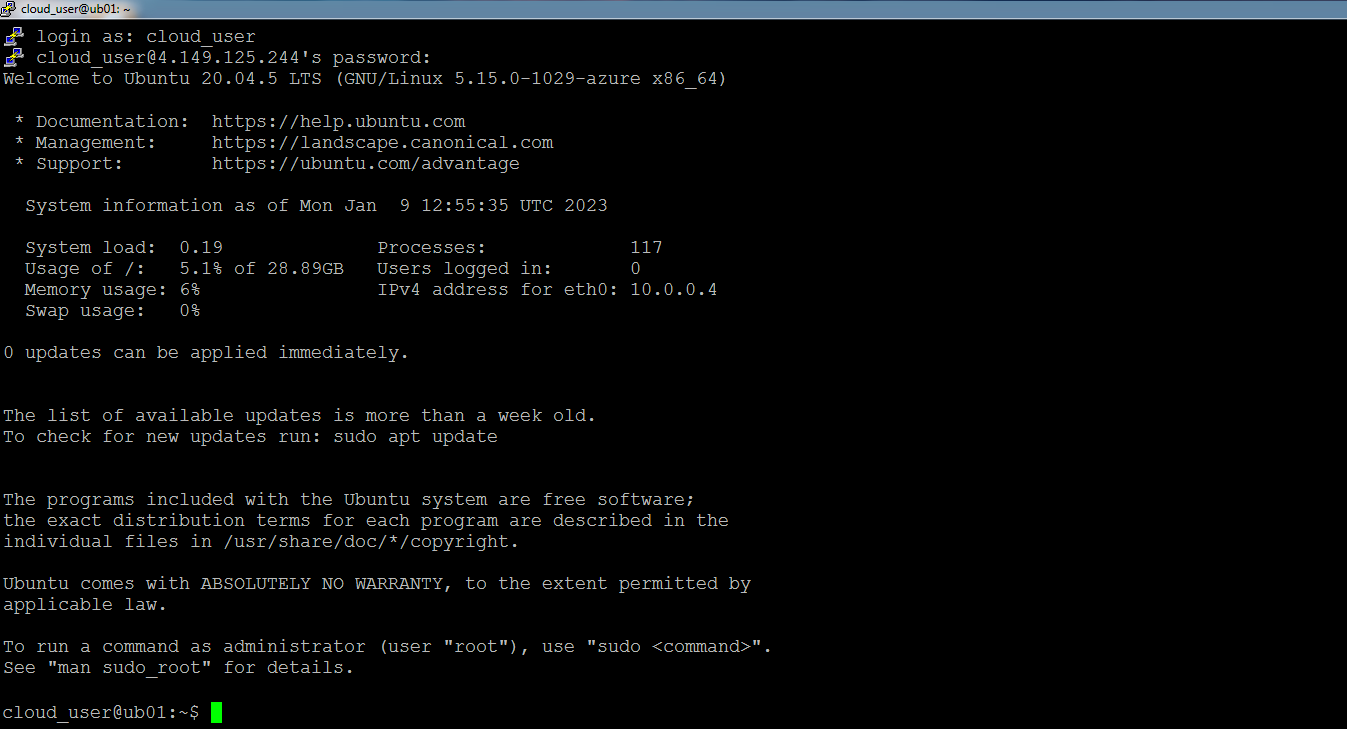 cloud_user@ub01: ~
login as: cloud_user
cloud_user@4.149.125.244's password:
Welcome to Ubuntu 20.04.5 LTS (GNU/Linux 5.15.0-1029-azure x86_64)
* Documentation:  https://help.ubuntu.com
* Management:     https://landscape.canonical.com
* Support:        https://ubuntu.com/advantage
System information as of Mon Jan  9 12:55:35 UTC 2023
System load:  0.19              Processes:             117
Usage of /:   5.1% of 28.89GB   Users logged in:       0
Memory usage: 6%                IPv4 address for eth0: 10.0.0.4
Swap usage:   0%
0 updates can be applied immediately.
The list of available updates is more than a week old.
To check for new updates run: sudo apt update
The programs included with the Ubuntu system are free software;
the exact distribution terms for each program are described in the
individual files in /usr/share/doc/*/copyright.
Ubuntu comes with ABSOLUTELY NO WARRANTY, to the extent permitted by
applicable law.
To run a command as administrator (user "root"), use "sudo <command>".
See "man sudo_root" for details.
cloud_user@ub01:~$